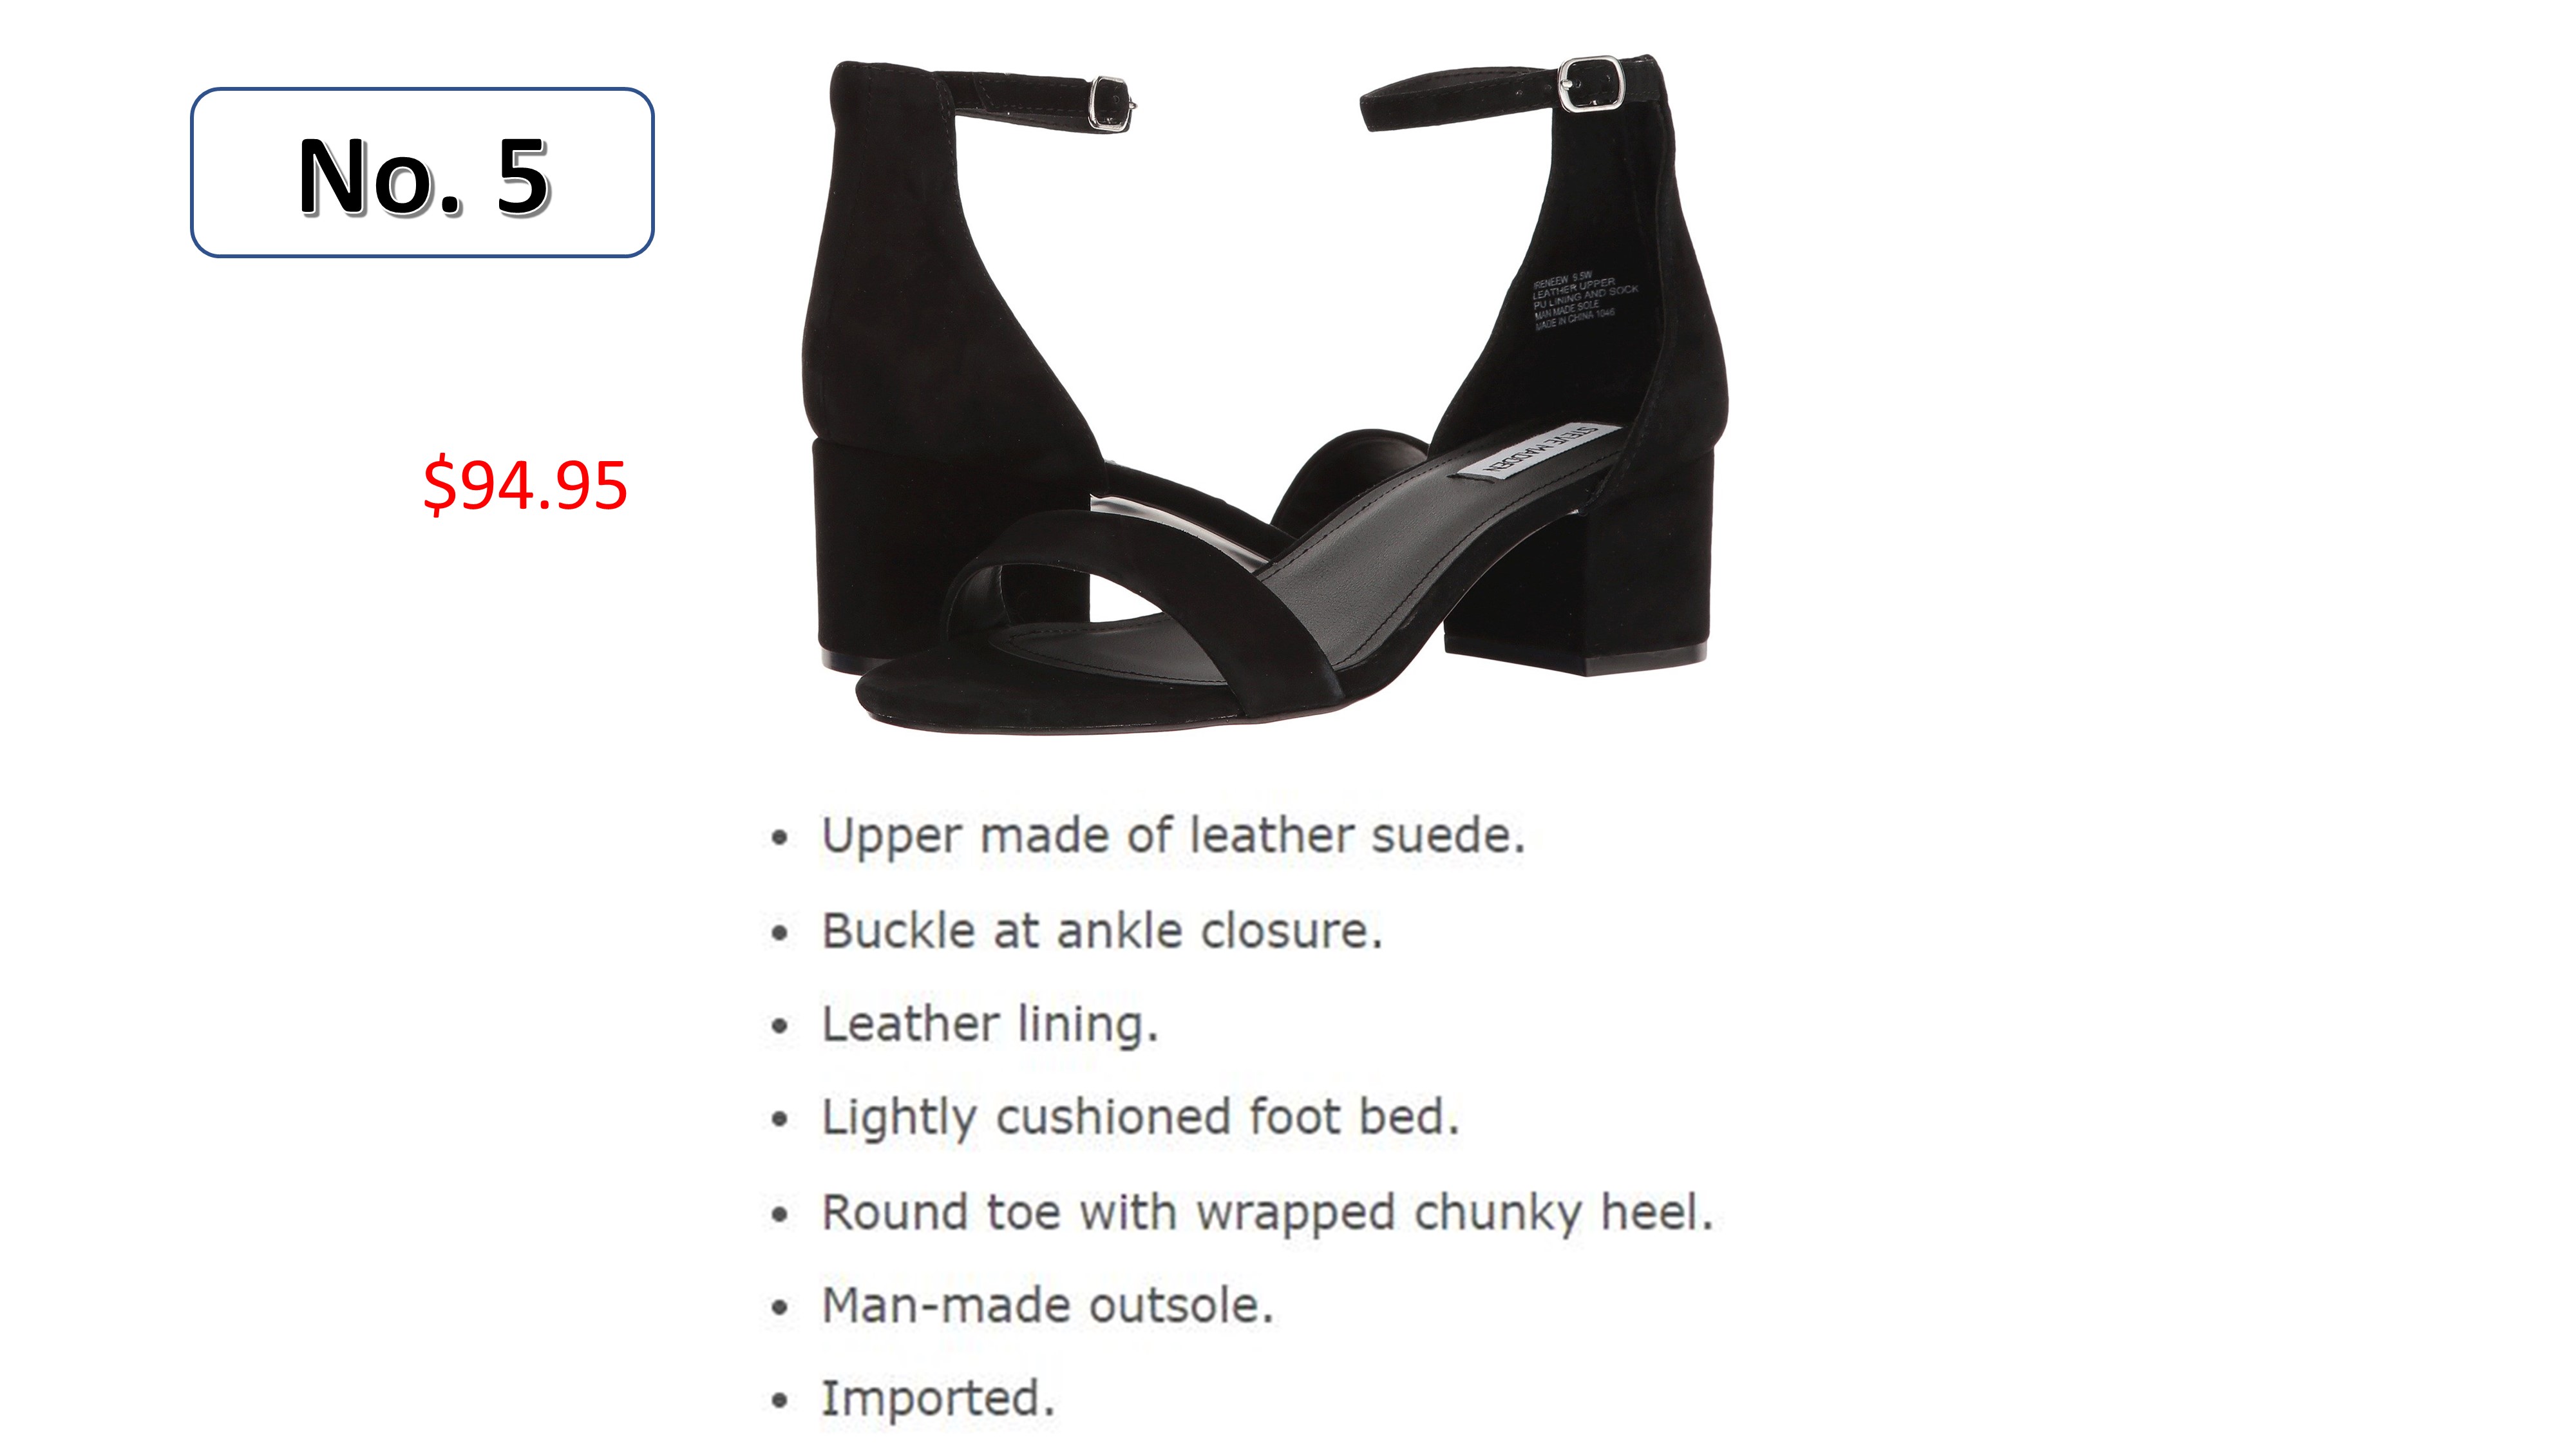 No. 5
$94.95
IRENEEW 9.5W
LEATHER UPPER
PU LINING AND SOCK
MAN MADE SOLE
MADE IN CHINA 1046
STEVE MADDEN
• Upper made of leather suede.
• Buckle at ankle closure.
• Leather lining.
• Lightly cushioned foot bed.
• Round toe with wrapped chunky heel.
• Man-made outsole.
• Imported.